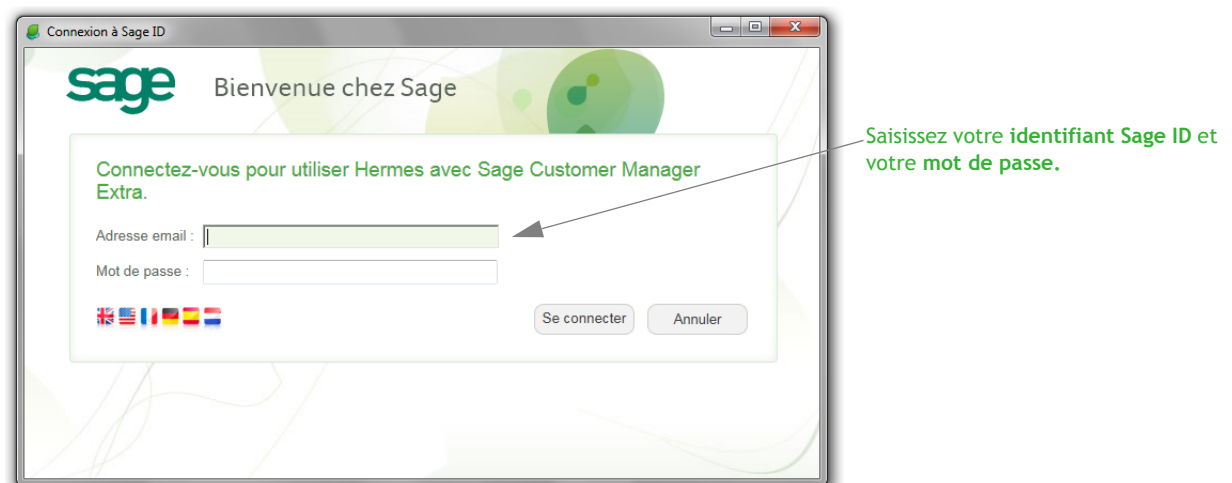 Connexion à Sage ID
sage
Bienvenue chez Sage
Saisissez votre identifiant Sage ID et
votre mot de passe.
Connectez-vous pour utiliser Hermes avec Sage Customer Manager
Extra.
Adresse email :
Mot de passe :
Se connecter
Annuler